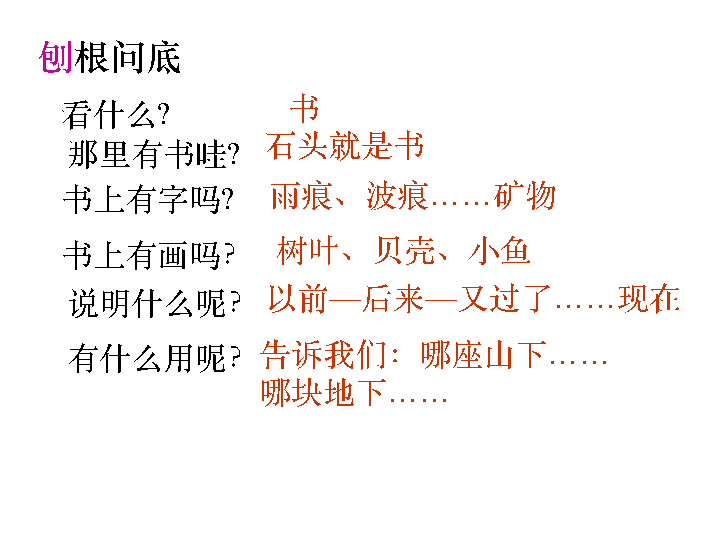 刨根问底
看什么? 书
那里有书哇? 石头就是书
书上有字吗? 雨痕、波痕……矿物
书上有画吗? 树叶、贝壳、小鱼
说明什么呢? 以前—后来—又过了……现在
有什么用呢? 告诉我们：哪座山下……
哪块地下……